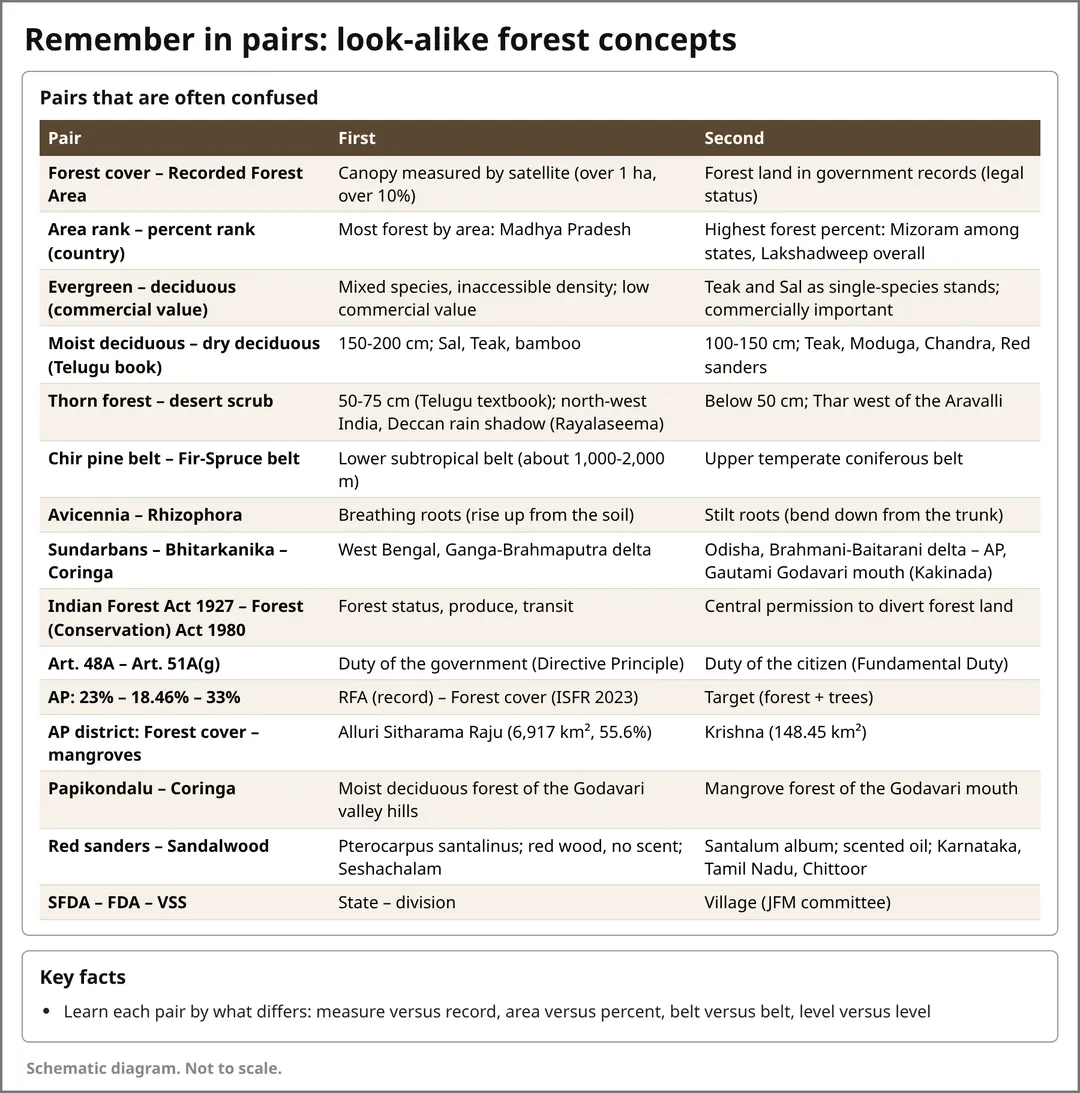 Remember in pairs: look-alike forest concepts
Pairs that are often confused
Pair First Second
Forest cover – Recorded Forest Area Canopy measured by satellite (over 1 ha, over 10%) Forest land in government records (legal status)
Area rank – percent rank (country) Most forest by area: Madhya Pradesh Highest forest percent: Mizoram among states, Lakshadweep overall
Evergreen – deciduous (commercial value) Mixed species, inaccessible density; low commercial value Teak and Sal as single-species stands; commercially important
Moist deciduous – dry deciduous (Telugu book) 150-200 cm; Sal, Teak, bamboo 100-150 cm; Teak, Moduga, Chandra, Red sanders
Thorn forest – desert scrub 50-75 cm (Telugu textbook); north-west India, Deccan rain shadow (Rayalaseema) Below 50 cm; Thar west of the Aravalli
Chir pine belt – Fir-Spruce belt Lower subtropical belt (about 1,000-2,000 m) Upper temperate coniferous belt
Avicennia – Rhizophora Breathing roots (rise up from the soil) Stilt roots (bend down from the trunk)
Sundarbans – Bhitarkanika – Coringa West Bengal, Ganga-Brahmaputra delta Odisha, Brahmani-Baitarani delta – AP, Gautami Godavari mouth (Kakinada)
Indian Forest Act 1927 – Forest (Conservation) Act 1980 Forest status, produce, transit Central permission to divert forest land
Art. 48A – Art. 51A(g) Duty of the government (Directive Principle) Duty of the citizen (Fundamental Duty)
AP: 23% – 18.46% – 33% RFA (record) – Forest cover (ISFR 2023) Target (forest + trees)
AP district: Forest cover – mangroves Alluri Sitharama Raju (6,917 km², 55.6%) Krishna (148.45 km²)
Papikondalu – Coringa Moist deciduous forest of the Godavari valley hills Mangrove forest of the Godavari mouth
Red sanders – Sandalwood Pterocarpus santalinus; red wood, no scent; Seshachalam Santalum album; scented oil; Karnataka, Tamil Nadu, Chittoor
SFDA – FDA – VSS State – division Village (JFM committee)
Key facts
• Learn each pair by what differs: measure versus record, area versus percent, belt versus belt, level versus level
Schematic diagram. Not to scale.